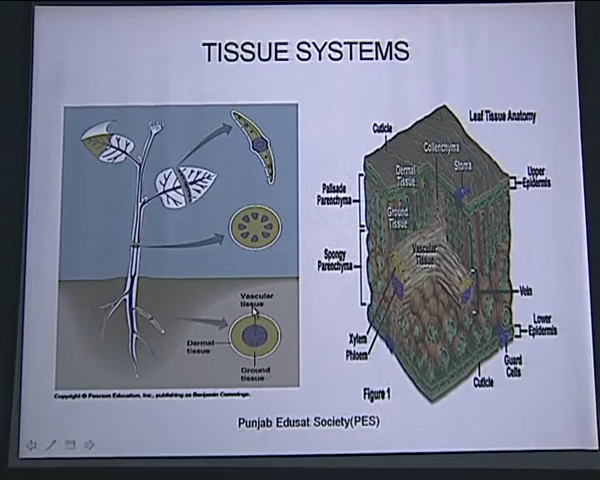 TISSUE SYSTEMS
Vascular
tissue
Dermal
tissue
Ground
tissue
Copyright © Pearson Education, Inc., publishing as Benjamin Cummings.
Leaf Tissue Anatomy
Cuticle
Collenchyma
Stoma
Dermal
Tissue
Upper
Epidermis
Palisade
Parenchyma
Ground
Tissue
Spongy
Parenchyma
Vascular
Tissue
Vein
Lower
Epidermis
Xylem
Phloem
Guard
Cells
Cuticle
Figure 1
Punjab Edusat Society(PES)